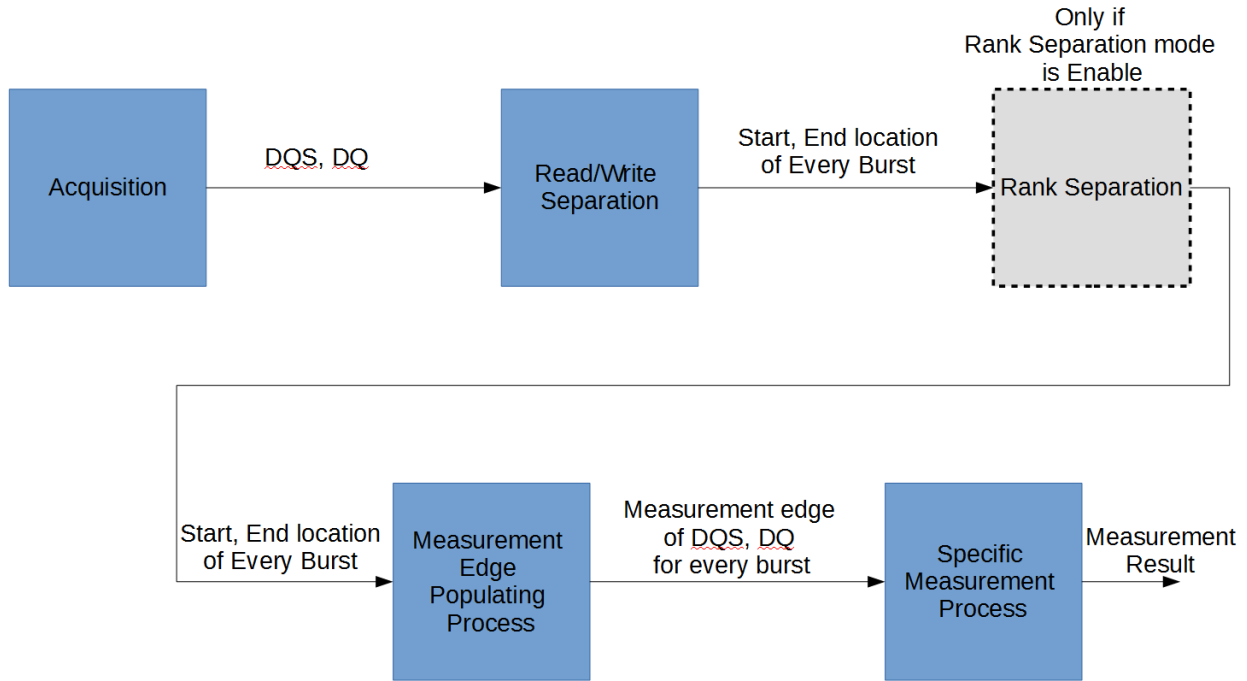 Only if
Rank Separation mode
is Enable
Acquisition
DQS, DQ
Read/Write
Separation
Start, End location
of Every Burst
Rank Separation
Start, End location
of Every Burst
Measurement
Edge
Populating
Process
Measurement edge
of DQS, DQ
for every burst
Specific
Measurement
Process
Measurement
Result